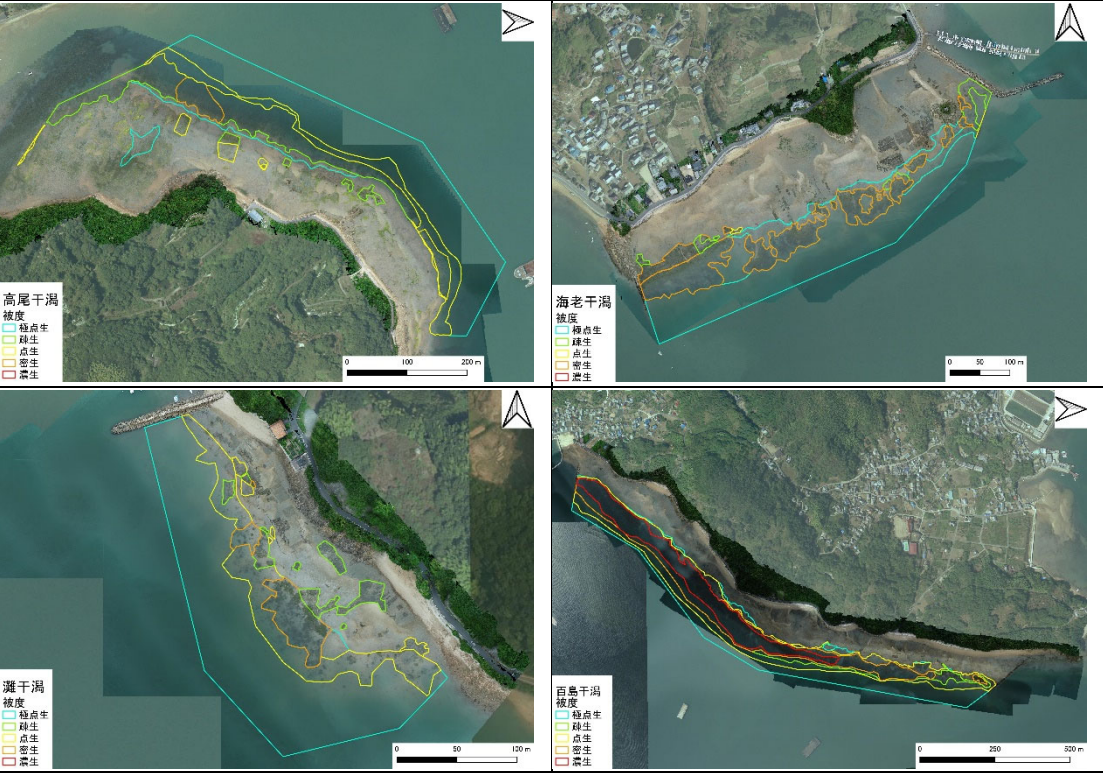 高尾干潟
被度
極点生
疎生
点生
密生
濃生
0 100 200 m
海老干潟
被度
極点生
疎生
点生
密生
濃生
0 50 100 m
灘干潟
被度
極点生
疎生
点生
密生
濃生
0 50 100 m
百島干潟
被度
極点生
疎生
点生
密生
濃生
0 250 500 m